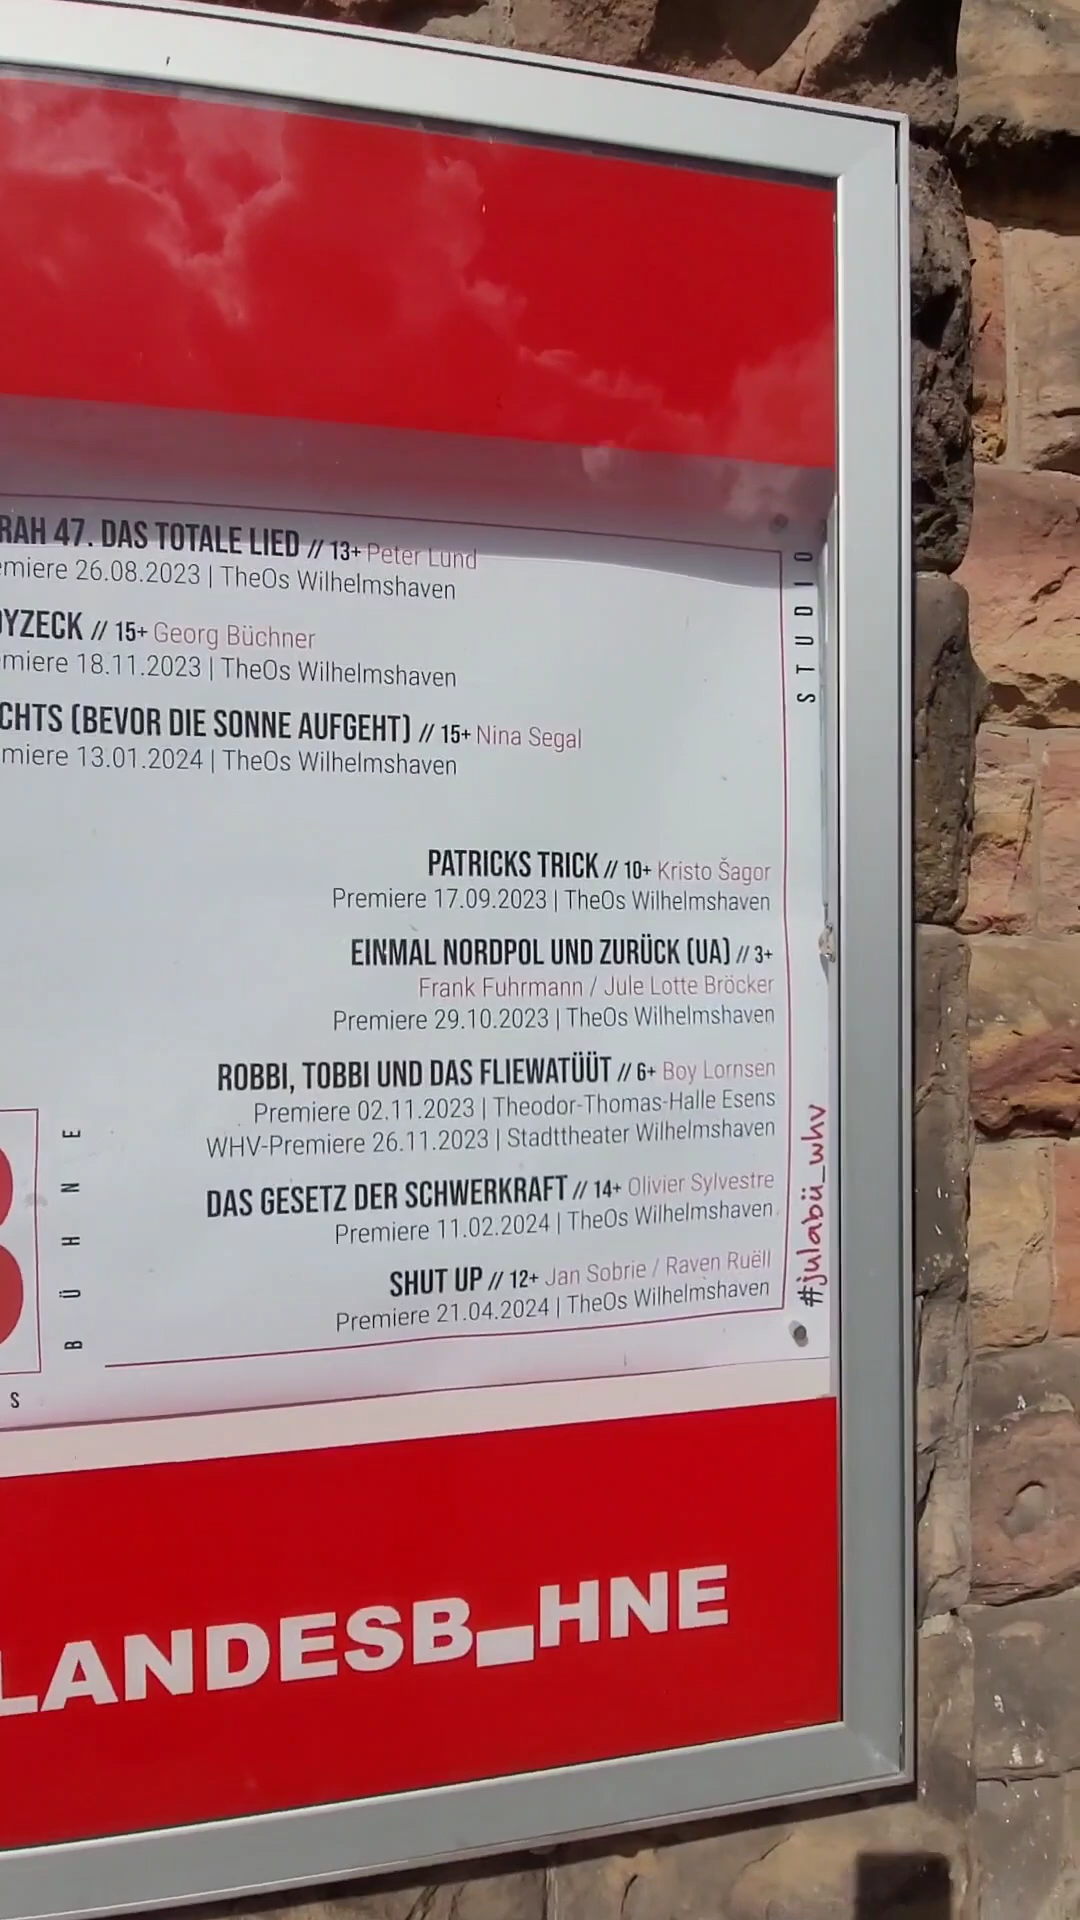 RAH 47. DAS TOTALE LIED // 13+ Peter Lund
miere 26.08.2023 | TheOs Wilhelmshaven
YZECK // 15+ Georg Büchner
miere 18.11.2023 | TheOs Wilhelmshaven
CHTS (BEVOR DIE SONNE AUFGEHT) // 15+ Nina Segal
miere 13.01.2024 | TheOs Wilhelmshaven
STUDIO
PATRICKS TRICK // 10+ Kristo Šagor
Premiere 17.09.2023 | TheOs Wilhelmshaven
EINMAL NORDPOL UND ZURÜCK (UA) // 3+
Frank Fuhrmann / Jule Lotte Bröcker
Premiere 29.10.2023 | TheOs Wilhelmshaven
ROBBI, TOBBI UND DAS FLIEWATÜÜT // 6+ Boy Lornsen
Premiere 02.11.2023 | Theodor-Thomas-Halle Esens
WHV-Premiere 26.11.2023 | Stadttheater Wilhelmshaven
DAS GESETZ DER SCHWERKRAFT // 14+ Olivier Sylvestre
Premiere 11.02.2024 | TheOs Wilhelmshaven
SHUT UP // 12+ Jan Sobrie / Raven Ruëll
Premiere 21.04.2024 | TheOs Wilhelmshaven
#julabü_whv
BÜHNE
S
LANDESB_HNE